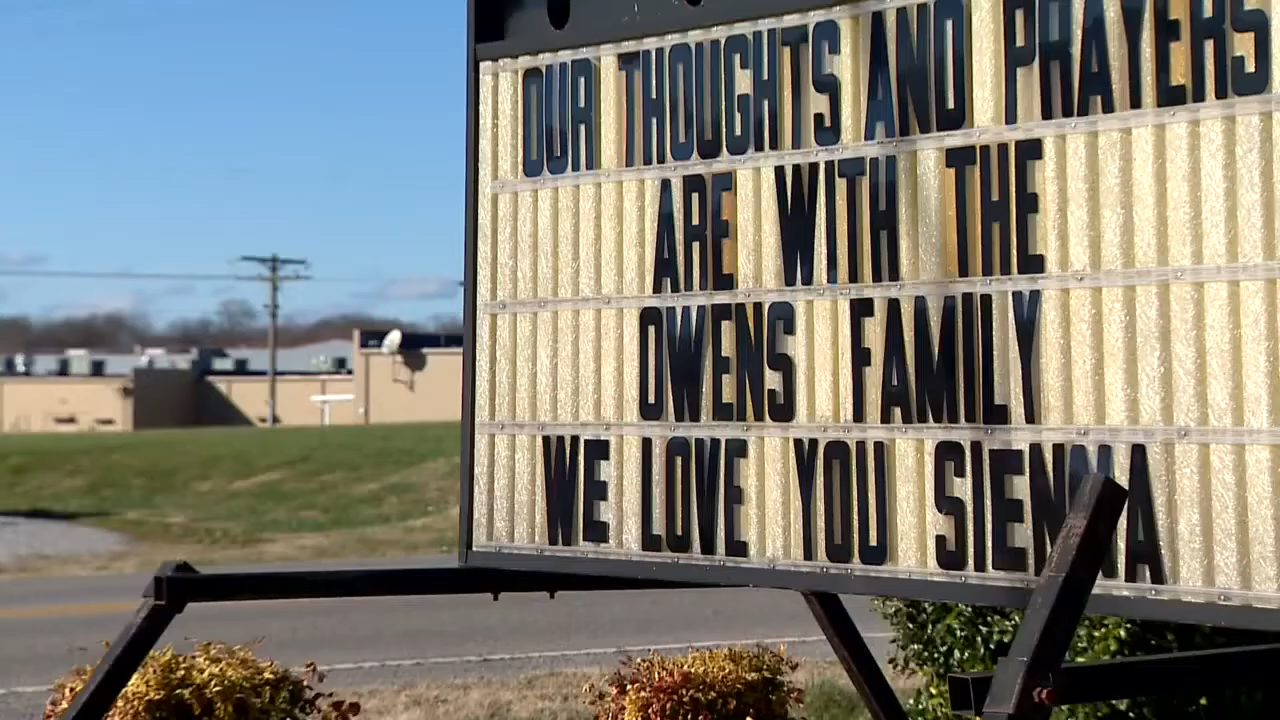 OUR THOUGHTS AND PRAYERS
ARE WITH THE
OWENS FAMILY
WE LOVE YOU SIENNA